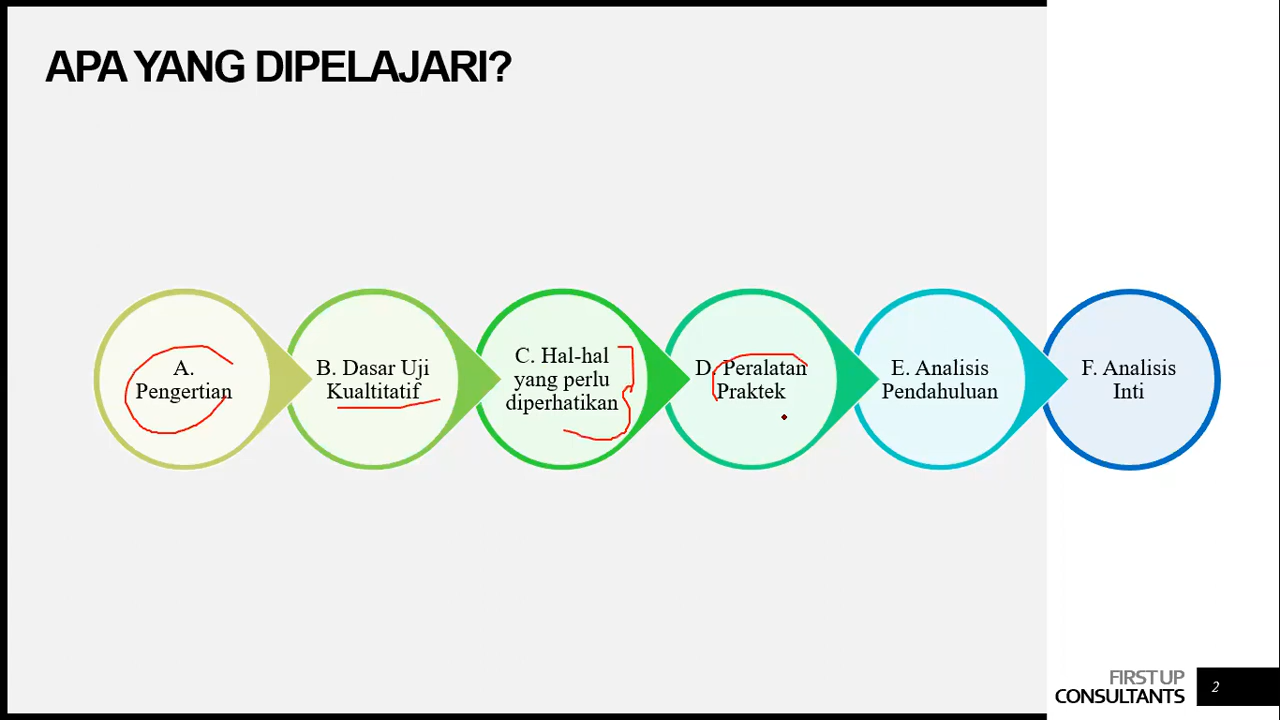 APA YANG DIPELAJARI?
A.
Pengertian
B. Dasar Uji
Kualtitatif
C. Hal-hal
yang perlu
diperhatikan
D. Peralatan
Praktek
E. Analisis
Pendahuluan
F. Analisis
Inti
FIRST UP
CONSULTANTS
2